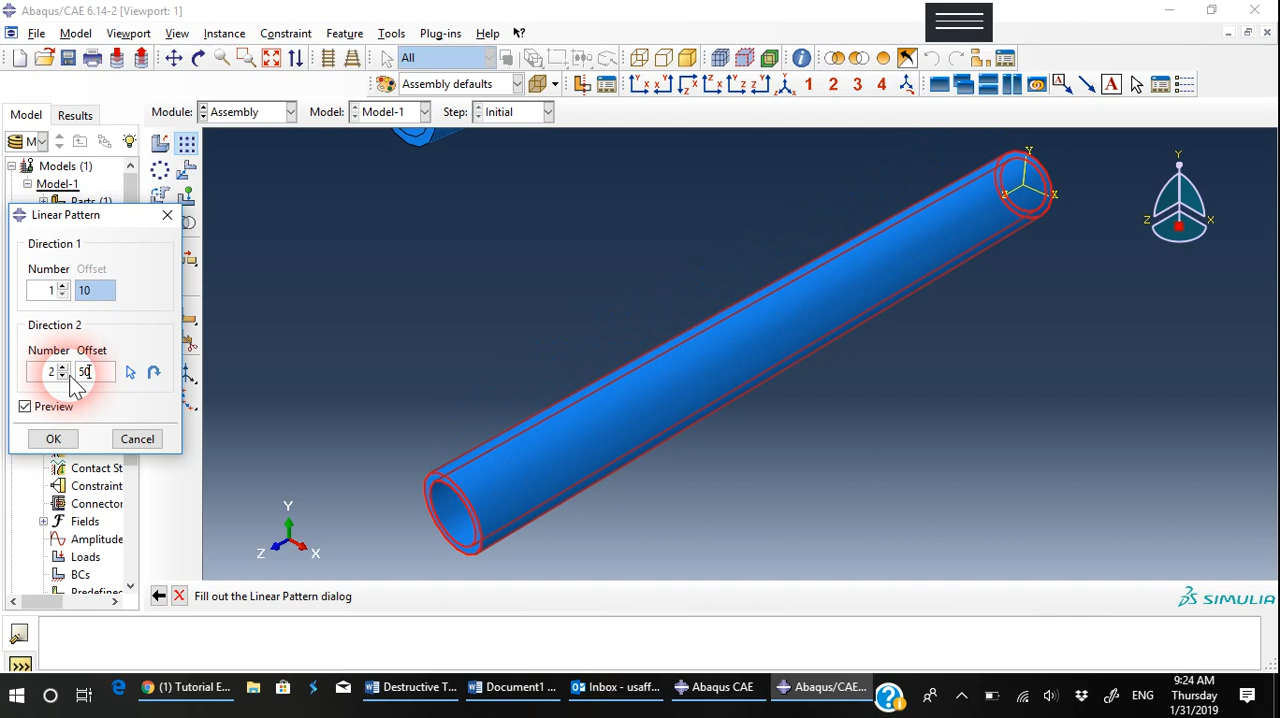 Abaqus/CAE 6.14-2 [Viewport: 1]
File Model Viewport View Instance Constraint Feature Tools Plug-ins Help
All
Assembly defaults
1 2 3 4
A
Model Results
Module: Assembly Model: Model-1 Step: Initial
Models (1)
Model-1
Parts (1)
Linear Pattern
Direction 1
Number Offset
1 10
Direction 2
Number Offset
2 50
Preview
OK Cancel
Contact St
Constraint
Connector
Fields
Amplitude
Loads
BCs
Predefined
Y
X
Z
Y
Z
X
Y
Z X
Fill out the Linear Pattern dialog
SIMULIA
>>>
(1) Tutorial E...
Destructive T...
Document1 ...
Inbox - usaff...
Abaqus CAE
Abaqus/CAE...
ENG
9:24 AM
Thursday
1/31/2019